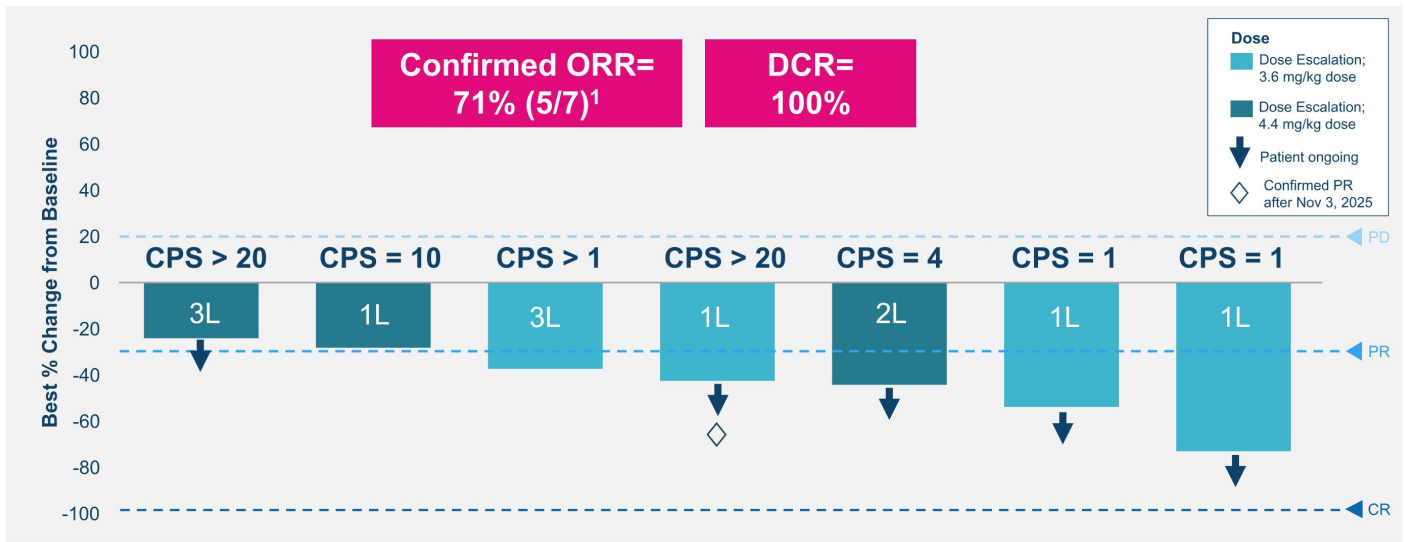 Confirmed ORR=
71% (5/7)¹
DCR=
100%
Dose
Dose Escalation;
3.6 mg/kg dose
Dose Escalation;
4.4 mg/kg dose
Patient ongoing
Confirmed PR
after Nov 3, 2025
Best % Change from Baseline
100
80
60
40
20
0
-20
-40
-60
-80
-100
PD
CPS > 20
CPS = 10
CPS > 1
CPS > 20
CPS = 4
CPS = 1
CPS = 1
3L
1L
3L
1L
2L
1L
1L
PR
CR